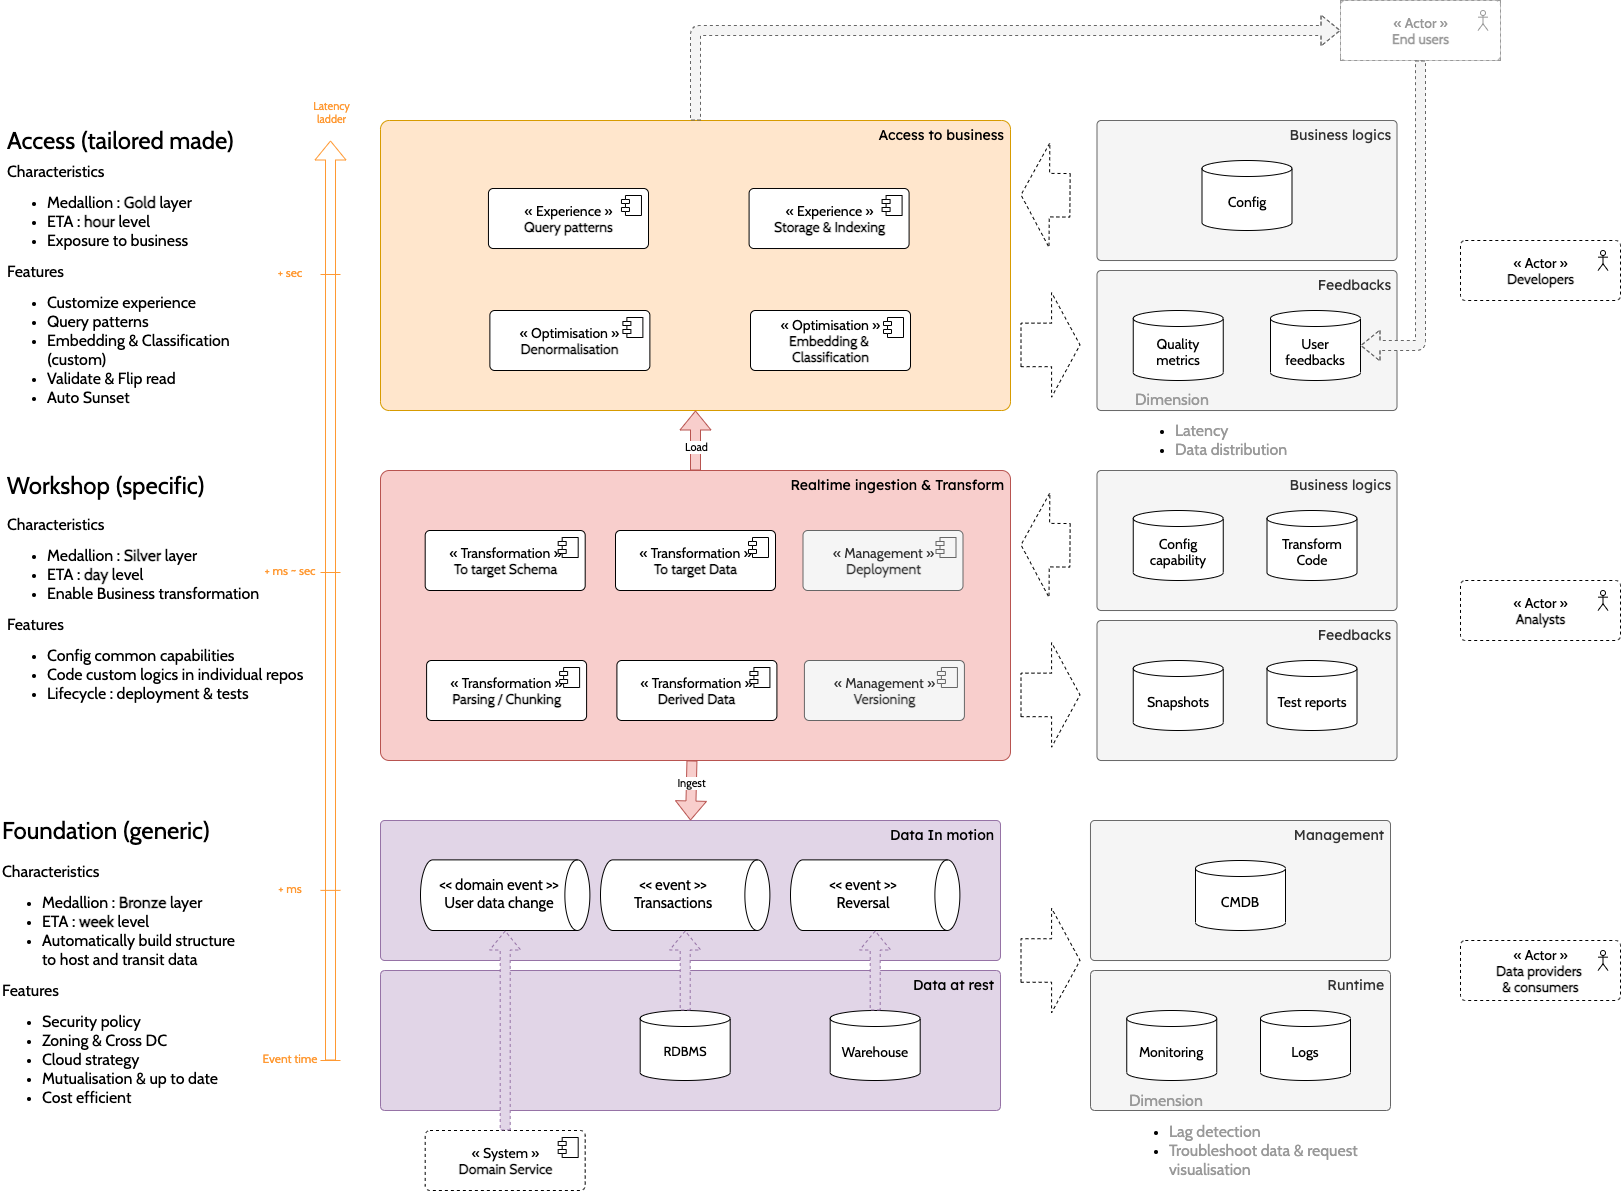 « Actor »
End users
Latency
ladder
Access (tailored made)
Characteristics
Medallion : Gold layer
ETA : hour level
Exposure to business
Features
Customize experience
Query patterns
Embedding & Classification
(custom)
Validate & Flip read
Auto Sunset
+ sec
Access to business
« Experience »
Query patterns
« Experience »
Storage & Indexing
« Optimisation »
Denormalisation
« Optimisation »
Embedding &
Classification
Business logics
Config
Feedbacks
Quality
metrics
User
feedbacks
Dimension
Latency
Data distribution
« Actor »
Developers
Load
Workshop (specific)
Characteristics
Medallion : Silver layer
ETA : day level
Enable Business transformation
Features
Config common capabilities
Code custom logics in individual repos
Lifecycle : deployment & tests
+ ms - sec
Realtime ingestion & Transform
« Transformation »
To target Schema
« Transformation »
To target Data
« Management »
Deployment
« Transformation »
Parsing / Chunking
« Transformation »
Derived Data
« Management »
Versioning
Business logics
Config
capability
Transform
Code
Feedbacks
Snapshots
Test reports
« Actor »
Analysts
Ingest
Foundation (generic)
Characteristics
Medallion : Bronze layer
ETA : week level
Automatically build structure
to host and transit data
Features
Security policy
Zoning & Cross DC
Cloud strategy
Mutualisation & up to date
Cost efficient
+ ms
Event time
Data In motion
<< domain event >>
User data change
<< event >>
Transactions
<< event >>
Reversal
Data at rest
RDBMS
Warehouse
« System »
Domain Service
Management
CMDB
Runtime
Monitoring
Logs
Dimension
Lag detection
Troubleshoot data & request
visualisation
« Actor »
Data providers
& consumers